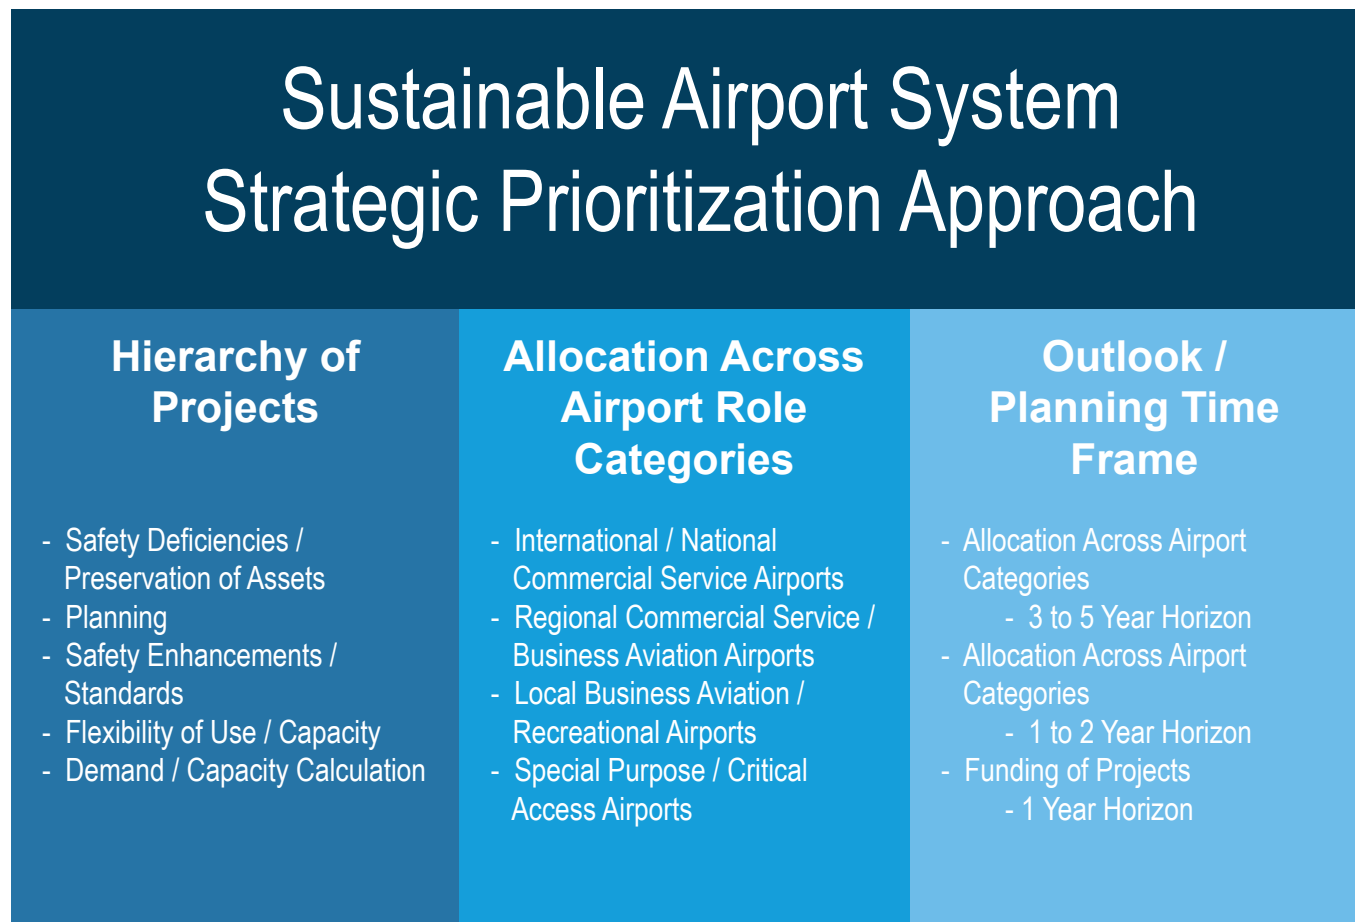 Sustainable Airport System
Strategic Prioritization Approach
Hierarchy of
Projects
- Safety Deficiencies /
Preservation of Assets
- Planning
- Safety Enhancements /
Standards
- Flexibility of Use / Capacity
- Demand / Capacity Calculation
Allocation Across
Airport Role
Categories
- International / National
Commercial Service Airports
- Regional Commercial Service /
Business Aviation Airports
- Local Business Aviation /
Recreational Airports
- Special Purpose / Critical
Access Airports
Outlook /
Planning Time
Frame
- Allocation Across Airport
Categories
- 3 to 5 Year Horizon
- Allocation Across Airport
Categories
- 1 to 2 Year Horizon
- Funding of Projects
- 1 Year Horizon